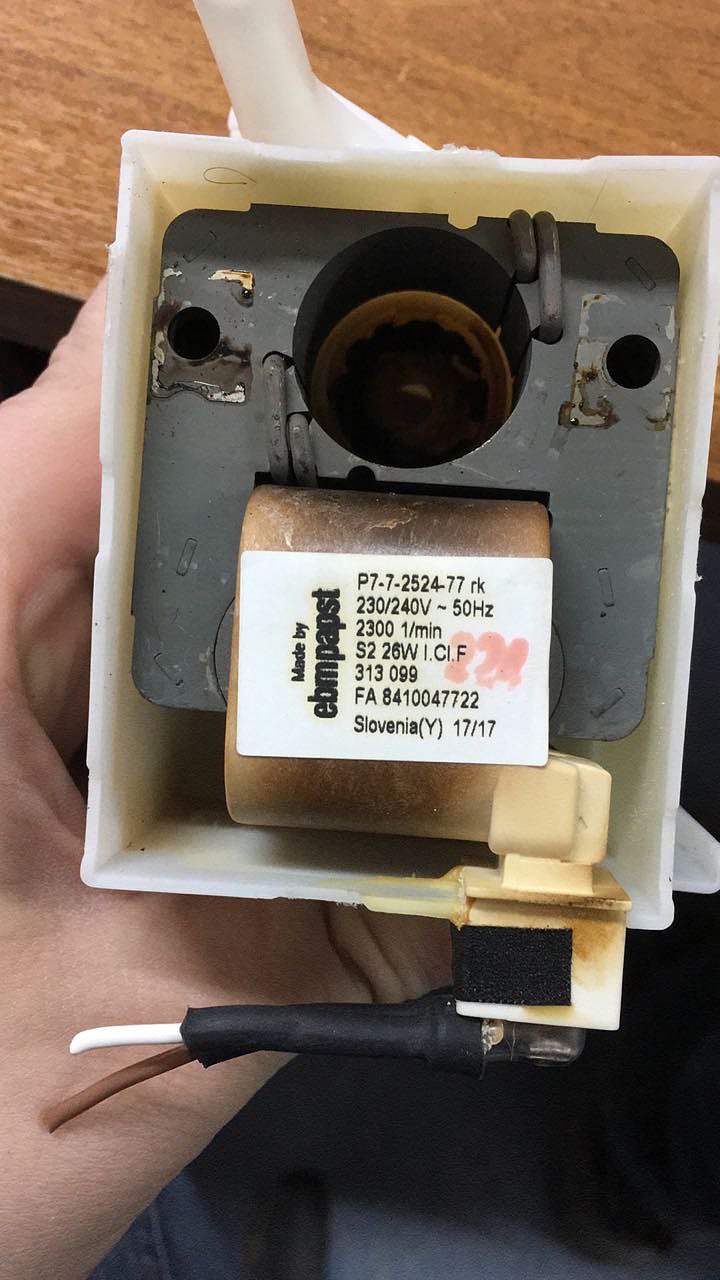 Made by
ebmpapst
P7-7-2524-77 rk
230/240V ~ 50Hz
2300 1/min
S2 26W I.Cl.F
313 099
FA 8410047722
Slovenia(Y) 17/17